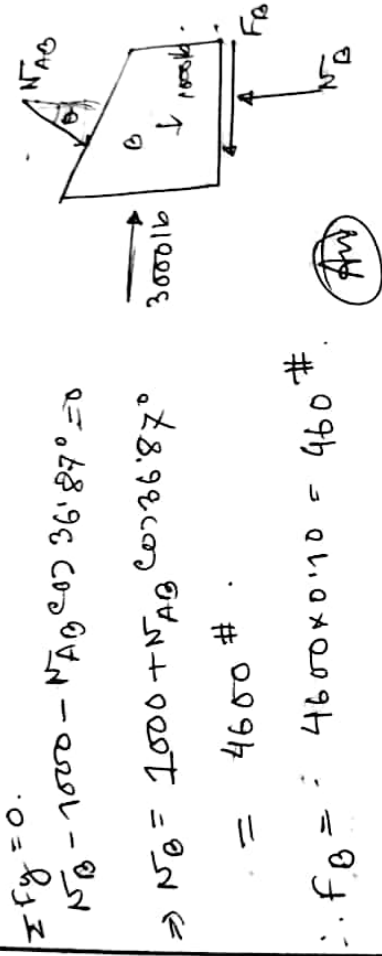 ΣFy = 0.
N_B - 1000 - N_AB cos 36.87° = 0
⇒ N_B = 1000 + N_AB cos 36.87°
= 4600 #.
∴ F_B = 4600 x 0.10 = 460 #.
N_AB
θ
B
1000 lb
3000 lb
F_B
N_B
Ans